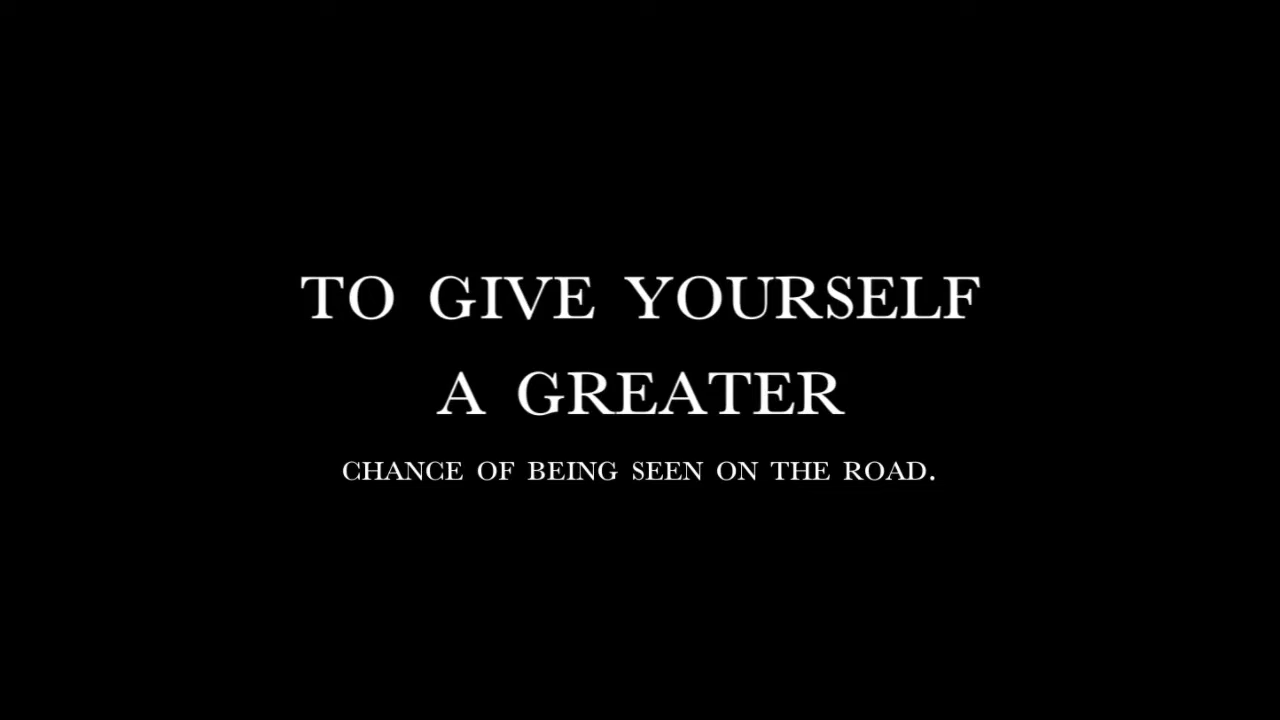 TO GIVE YOURSELF
A GREATER
CHANCE OF BEING SEEN ON THE ROAD.